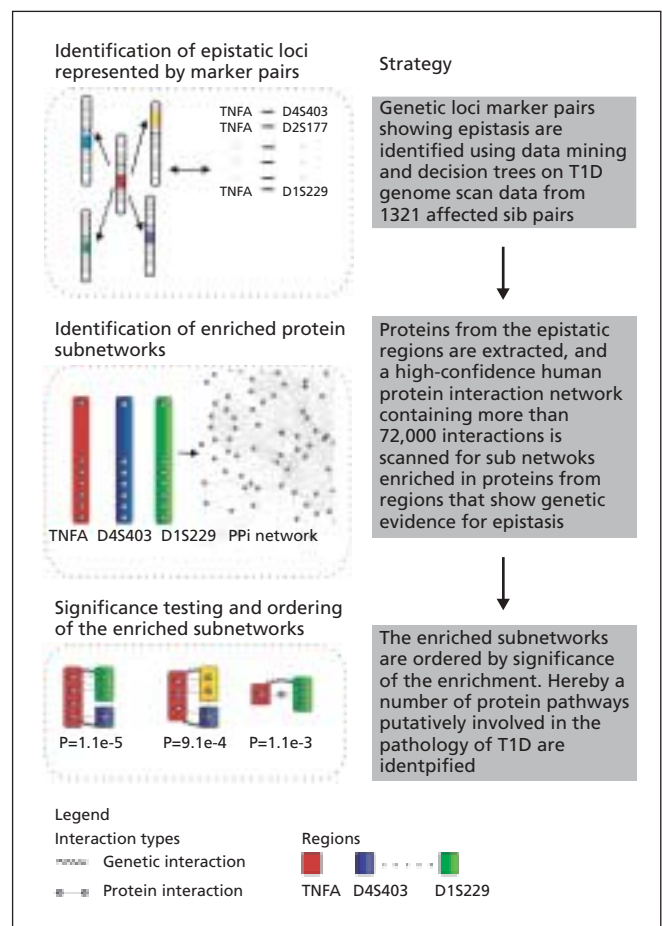 Identification of epistatic loci
represented by marker pairs
Strategy
TNFA D4S403
TNFA D2S177
TNFA D1S229
Genetic loci marker pairs
showing epistasis are
identified using data mining
and decision trees on T1D
genome scan data from
1321 affected sib pairs
Identification of enriched protein
subnetworks
TNFA D4S403 D1S229 PPi network
Proteins from the epistatic
regions are extracted, and
a high-confidence human
protein interaction network
containing more than
72,000 interactions is
scanned for sub netwoks
enriched in proteins from
regions that show genetic
evidence for epistasis
Significance testing and ordering
of the enriched subnetworks
P=1.1e-5 P=9.1e-4 P=1.1e-3
The enriched subnetworks
are ordered by significance
of the enrichment. Hereby a
number of protein pathways
putatively involved in the
pathology of T1D are
identpified
Legend
Interaction types
Genetic interaction
Protein interaction
Regions
TNFA D4S403 D1S229